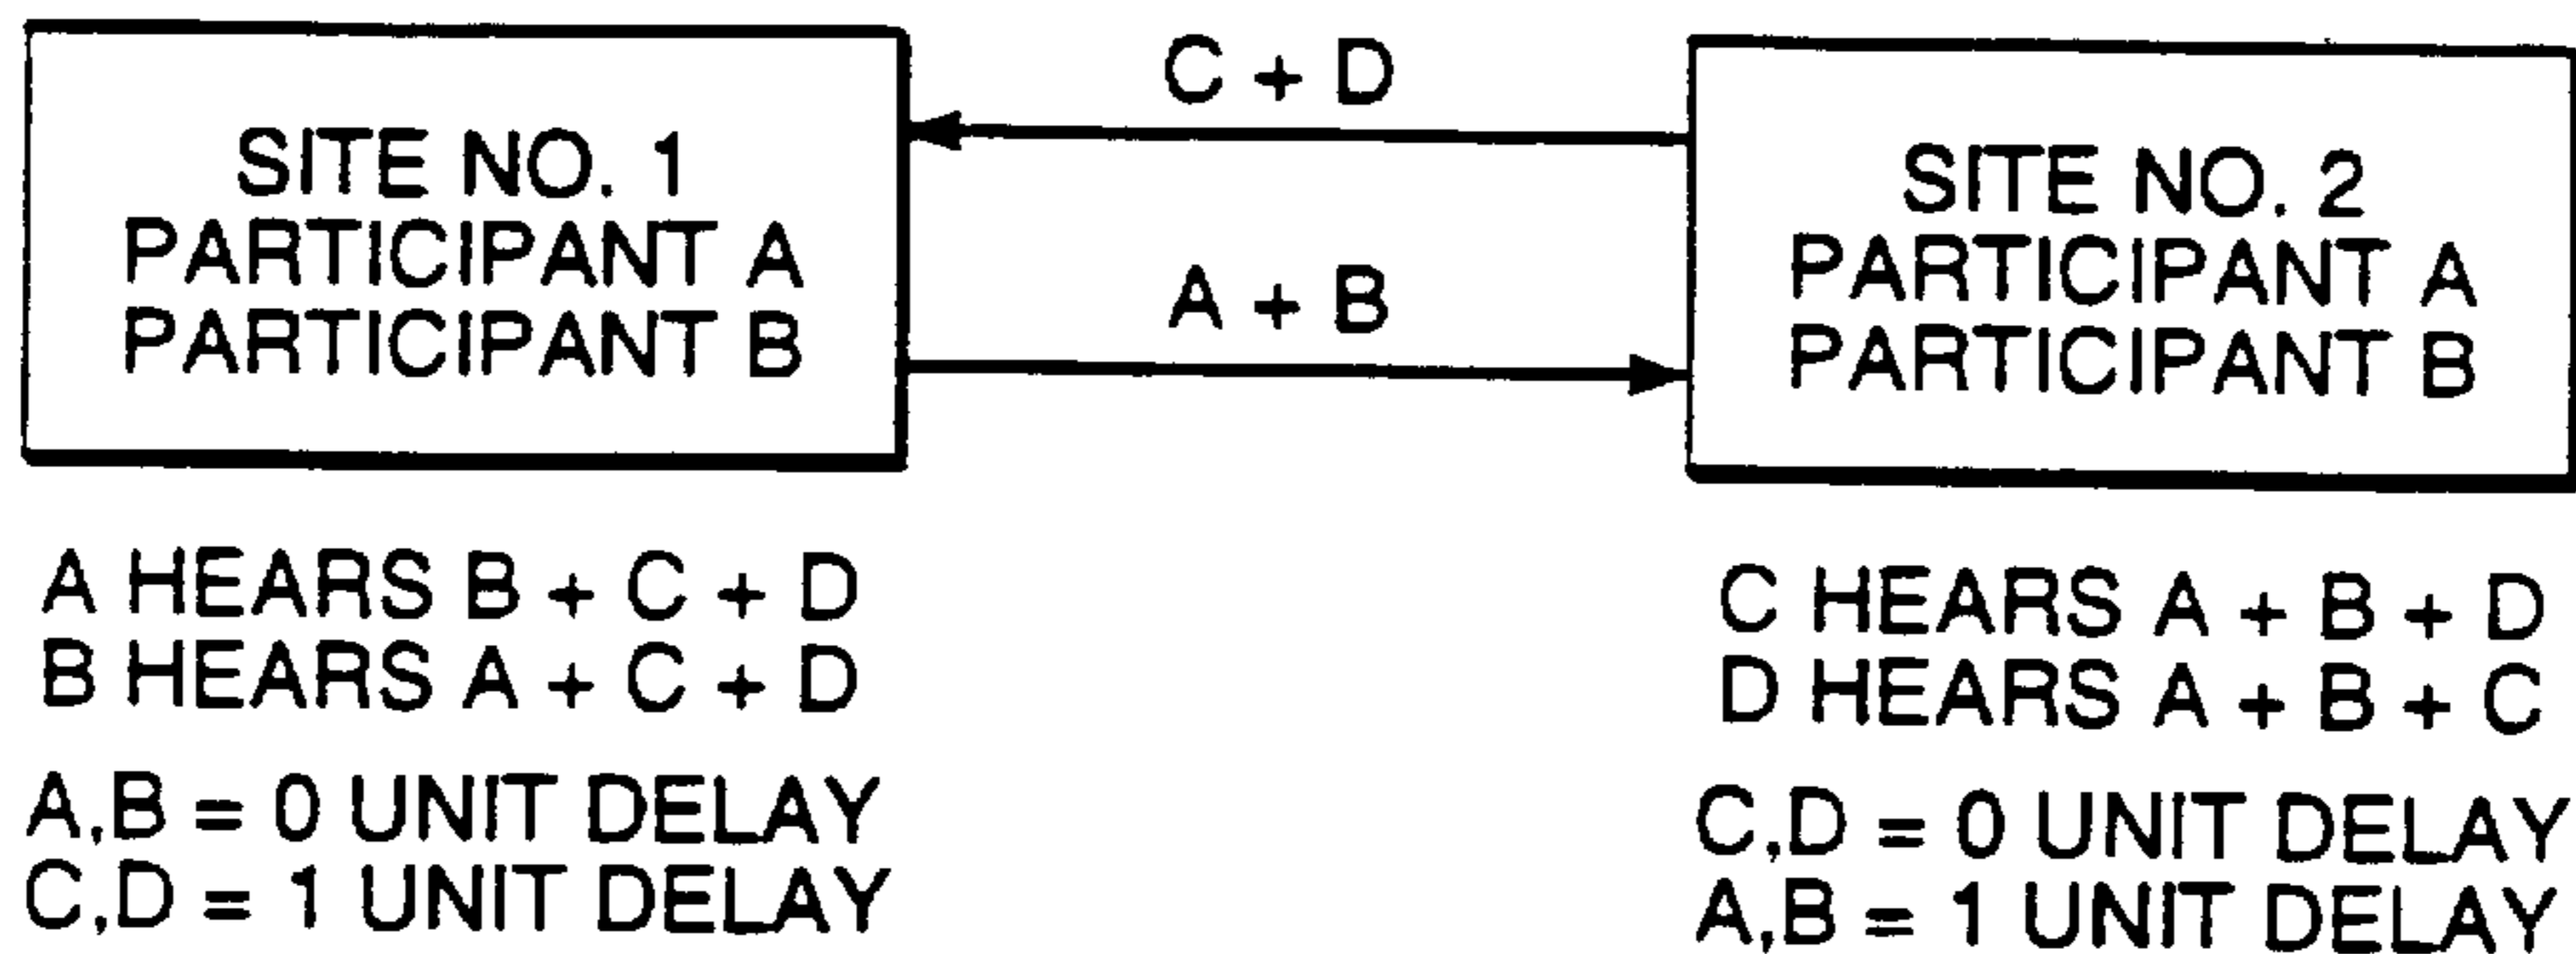 SITE NO. 1
PARTICIPANT A
PARTICIPANT B
C + D
A + B
SITE NO. 2
PARTICIPANT A
PARTICIPANT B
A HEARS B + C + D
B HEARS A + C + D
A,B = 0 UNIT DELAY
C,D = 1 UNIT DELAY
C HEARS A + B + D
D HEARS A + B + C
C,D = 0 UNIT DELAY
A,B = 1 UNIT DELAY